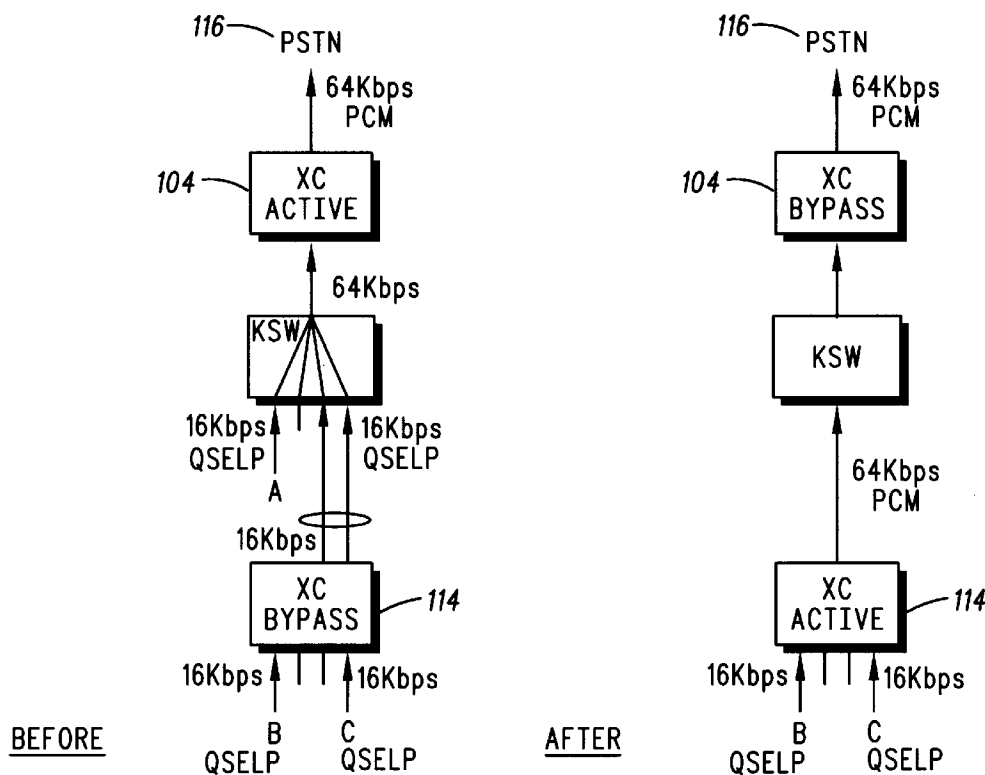 116
PSTN
64Kbps
PCM
104
XC
ACTIVE
64Kbps
KSW
16Kbps
QSELP
16Kbps
QSELP
A
16Kbps
XC
BYPASS
114
16Kbps
16Kbps
B
QSELP
C
QSELP
BEFORE
116
PSTN
64Kbps
PCM
104
XC
BYPASS
KSW
64Kbps
PCM
XC
ACTIVE
114
16Kbps
16Kbps
B
QSELP
C
QSELP
AFTER